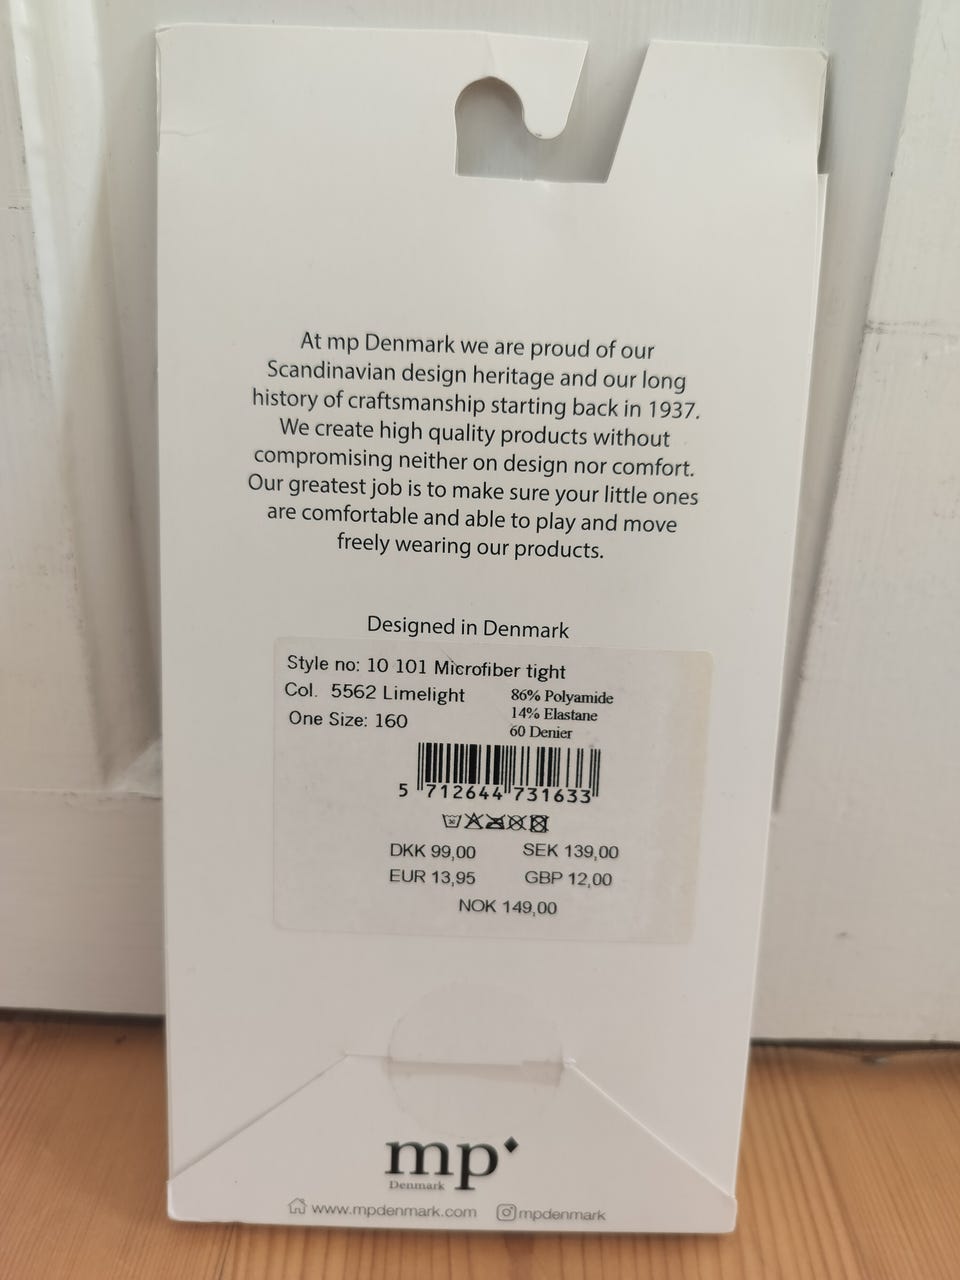 At mp Denmark we are proud of our
Scandinavian design heritage and our long
history of craftsmanship starting back in 1937.
We create high quality products without
compromising neither on design nor comfort.
Our greatest job is to make sure your little ones
are comfortable and able to play and move
freely wearing our products.
Designed in Denmark
Style no: 10 101 Microfiber tight
Col. 5562 Limelight
86% Polyamide
14% Elastane
One Size: 160
60 Denier
5 712644 731633
DKK 99,00 SEK 139,00
EUR 13,95 GBP 12,00
NOK 149,00
mp
Denmark
www.mpdenmark.com mpdenmark